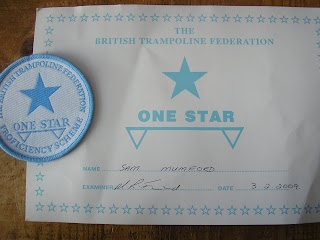 THE
BRITISH TRAMPOLINE FEDERATION
ONE STAR
NAME SAM MUMFORD
EXAMINER DATE 3-2-2009
THE BRITISH TRAMPOLINE FEDERATION
ONE STAR
PROFICIENCY SCHEME